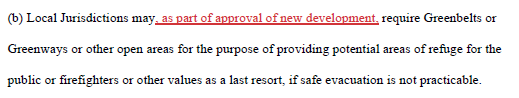 (b) Local Jurisdictions may, as part of approval of new development, require Greenbelts or
Greenways or other open areas for the purpose of providing potential areas of refuge for the
public or firefighters or other values as a last resort, if safe evacuation is not practicable.